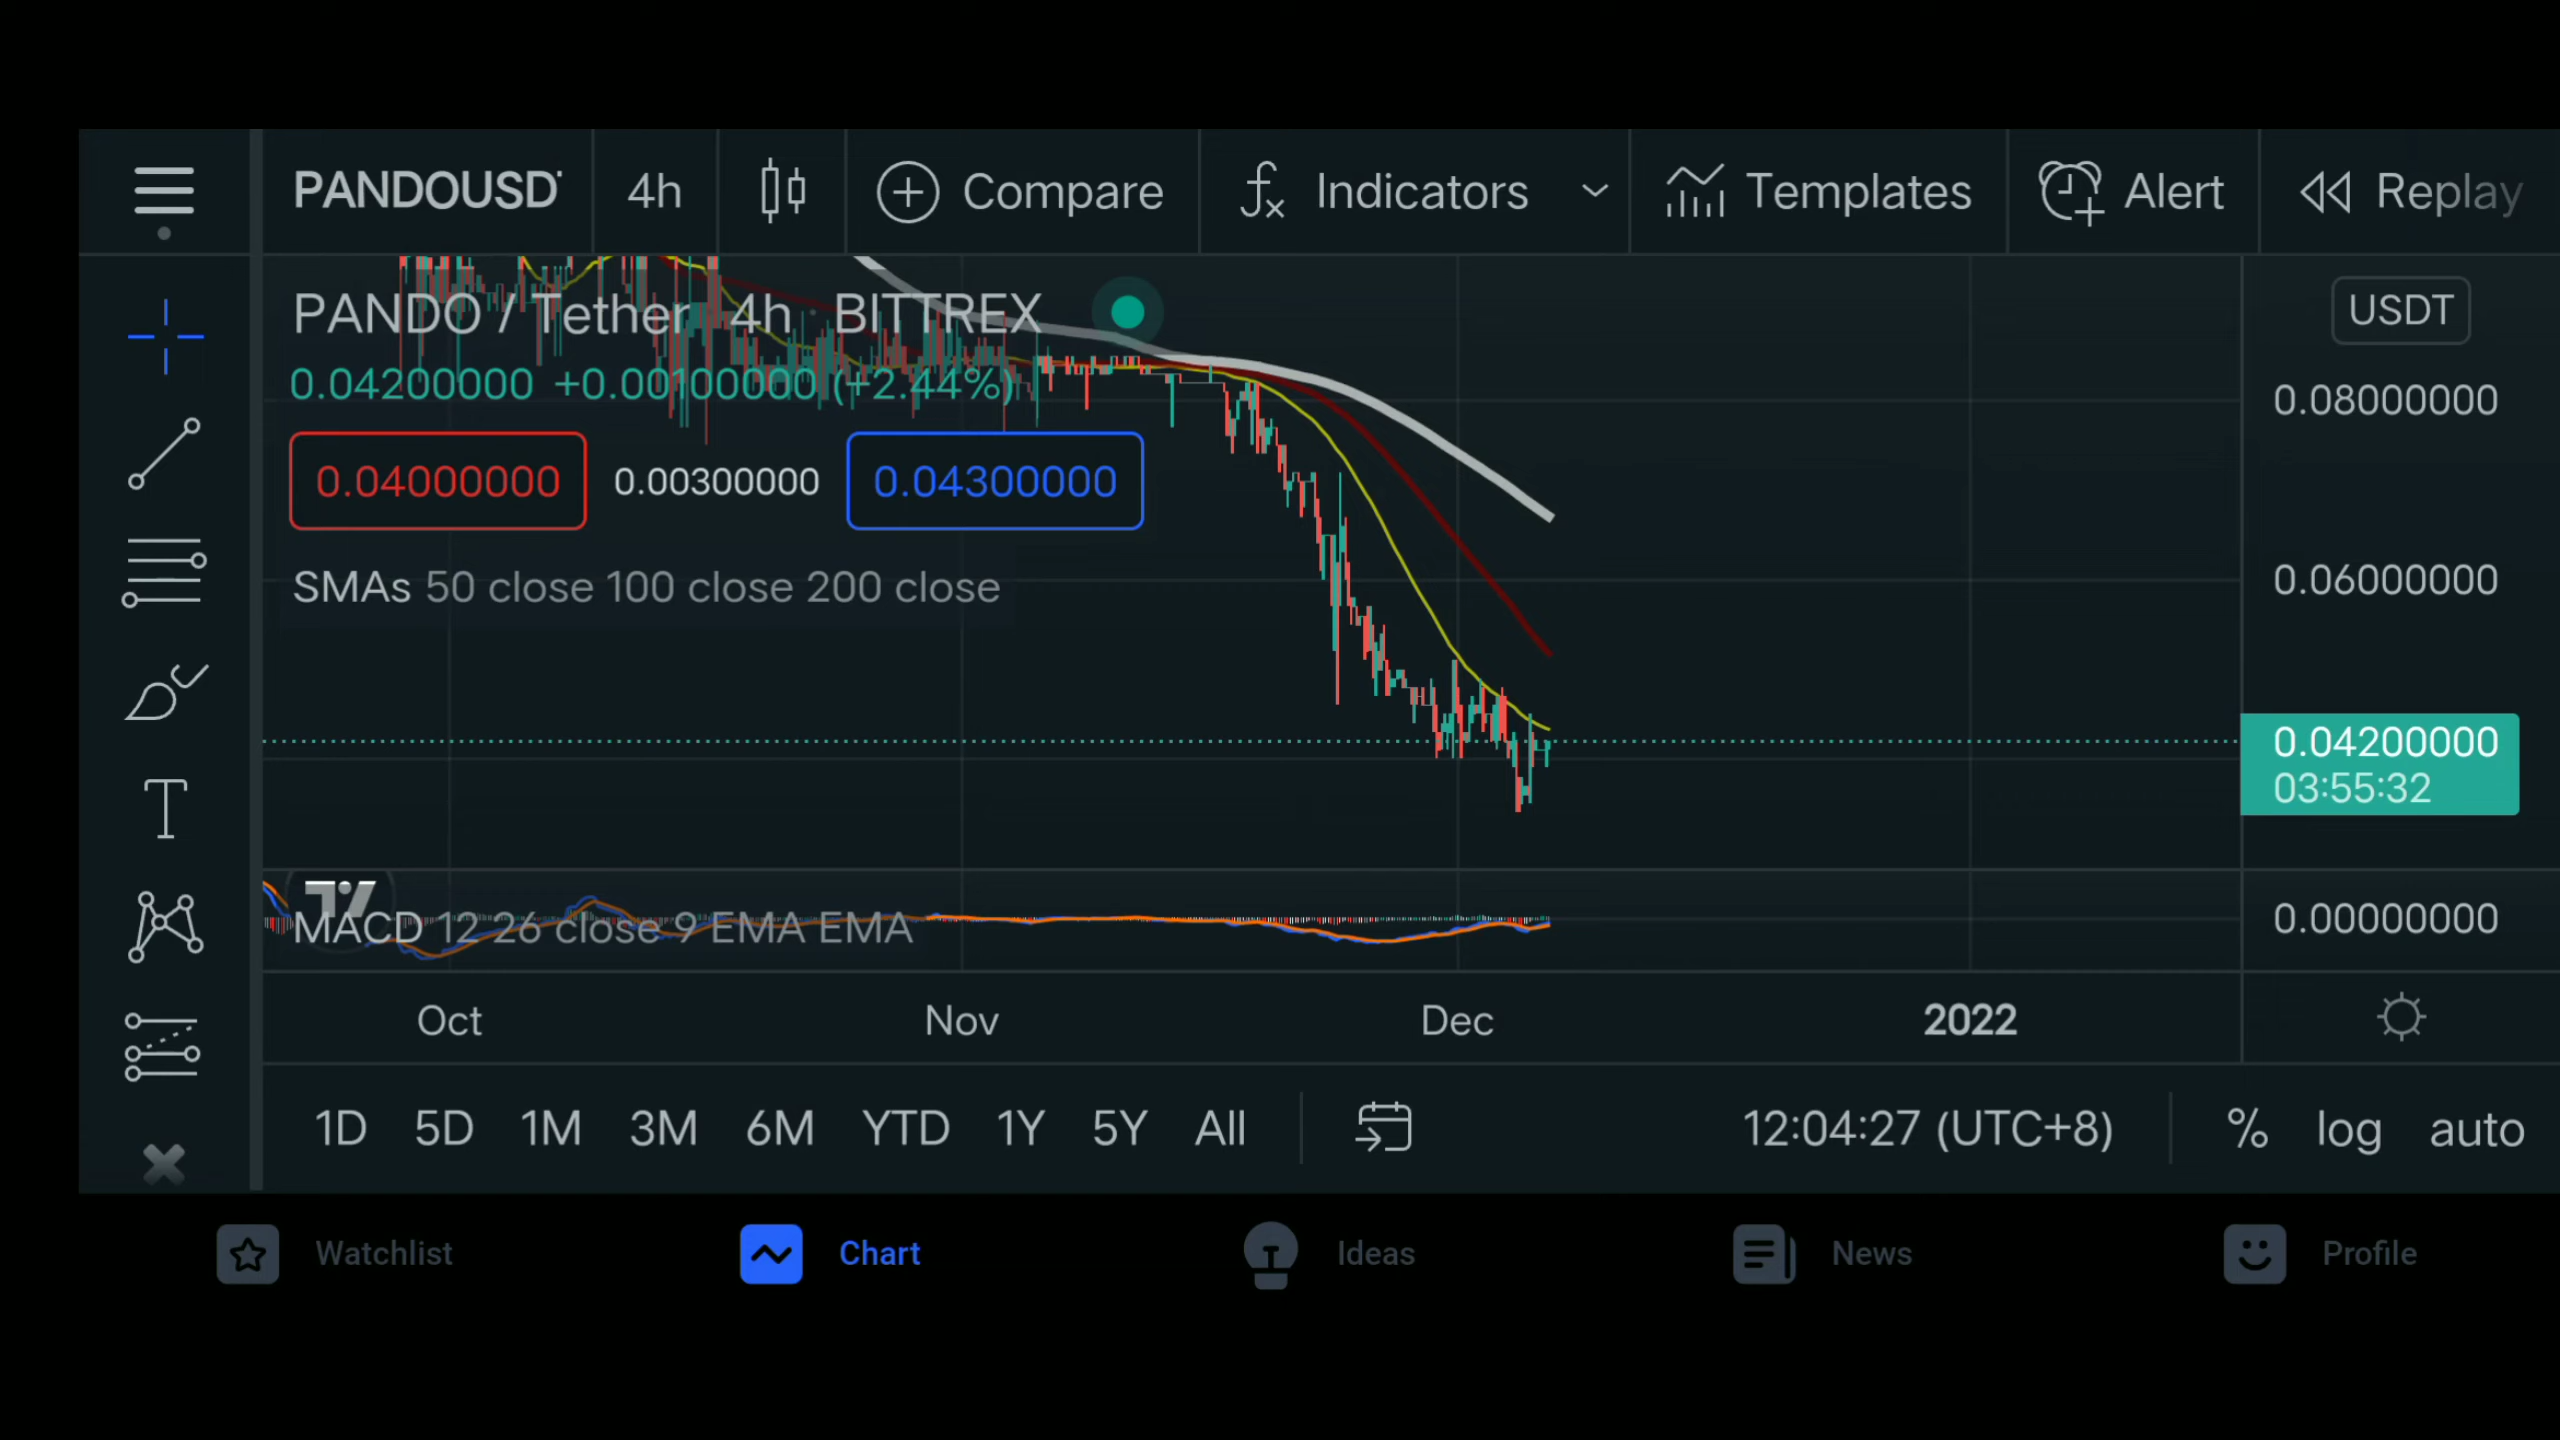 PANDOUSD 4h Compare Indicators Templates Alert Replay
PANDO / Tether · 4h · BITTREX
USDT
0.04200000 +0.00100000 (+2.44%)
0.08000000
0.04000000 0.00300000 0.04300000
SMAs 50 close 100 close 200 close
0.06000000
0.04200000
03:55:32
MACD 12 26 close 9 EMA EMA
0.00000000
Oct Nov Dec 2022
1D 5D 1M 3M 6M YTD 1Y 5Y All 12:04:27 (UTC+8) % log auto
Watchlist Chart Ideas News Profile